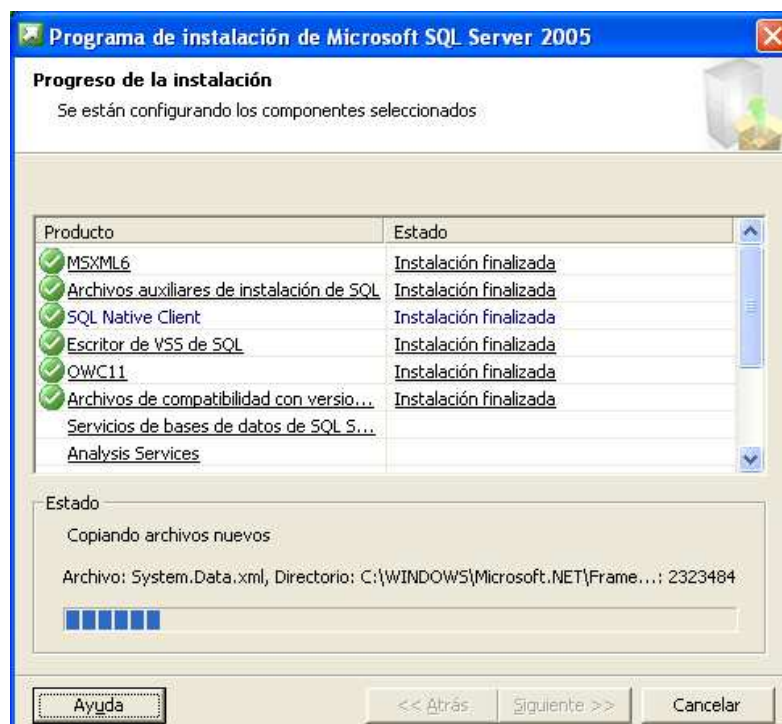 Programa de instalación de Microsoft SQL Server 2005
Progreso de la instalación
Se están configurando los componentes seleccionados
Producto Estado
MSXML6 Instalación finalizada
Archivos auxiliares de instalación de SQL Instalación finalizada
SQL Native Client Instalación finalizada
Escritor de VSS de SQL Instalación finalizada
OWC11 Instalación finalizada
Archivos de compatibilidad con versio... Instalación finalizada
Servicios de bases de datos de SQL S...
Analysis Services
Estado
Copiando archivos nuevos
Archivo: System.Data.xml, Directorio: C:\WINDOWS\Microsoft.NET\Frame...: 2323484
Ayuda << Atrás Siguiente >> Cancelar